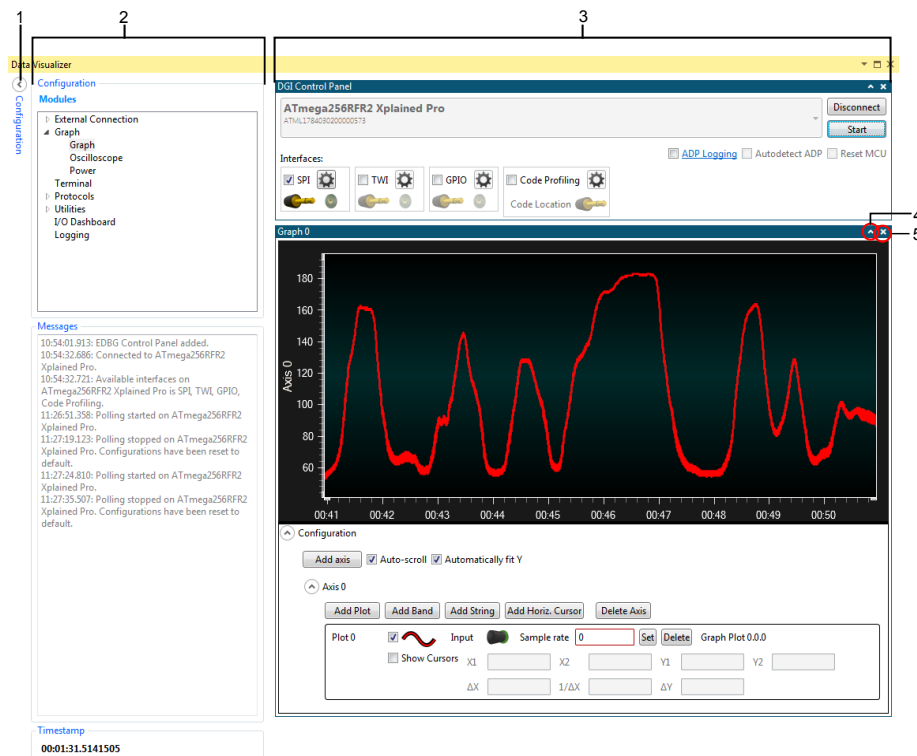 1
2
3
Data Visualizer
Configuration
Configuration
Modules
External Connection
Graph
Graph
Oscilloscope
Power
Terminal
Protocols
Utilities
I/O Dashboard
Logging
Messages
10:54:01.913: EDBG Control Panel added.
10:54:32.686: Connected to ATmega256RFR2
Xplained Pro.
10:54:32.721: Available interfaces on
ATmega256RFR2 Xplained Pro is SPI, TWI, GPIO,
Code Profiling.
11:26:51.358: Polling started on ATmega256RFR2
Xplained Pro.
11:27:19.123: Polling stopped on ATmega256RFR2
Xplained Pro. Configurations have been reset to
default.
11:27:24.810: Polling started on ATmega256RFR2
Xplained Pro.
11:27:35.507: Polling stopped on ATmega256RFR2
Xplained Pro. Configurations have been reset to
default.
Timestamp
00:01:31.5141505
DGI Control Panel
ATmega256RFR2 Xplained Pro
ATML1784030200000573
Disconnect
Start
ADP Logging Autodetect ADP Reset MCU
Interfaces:
SPI TWI GPIO Code Profiling
Code Location
4
5
Graph 0
Axis 0
180
160
140
120
100
80
60
00:41 00:42 00:43 00:44 00:45 00:46 00:47 00:48 00:49 00:50
Configuration
Add axis Auto-scroll Automatically fit Y
Axis 0
Add Plot Add Band Add String Add Horiz. Cursor Delete Axis
Plot 0 Input Sample rate 0 Set Delete Graph Plot 0.0.0
Show Cursors X1 X2 Y1 Y2
ΔX 1/ΔX ΔY